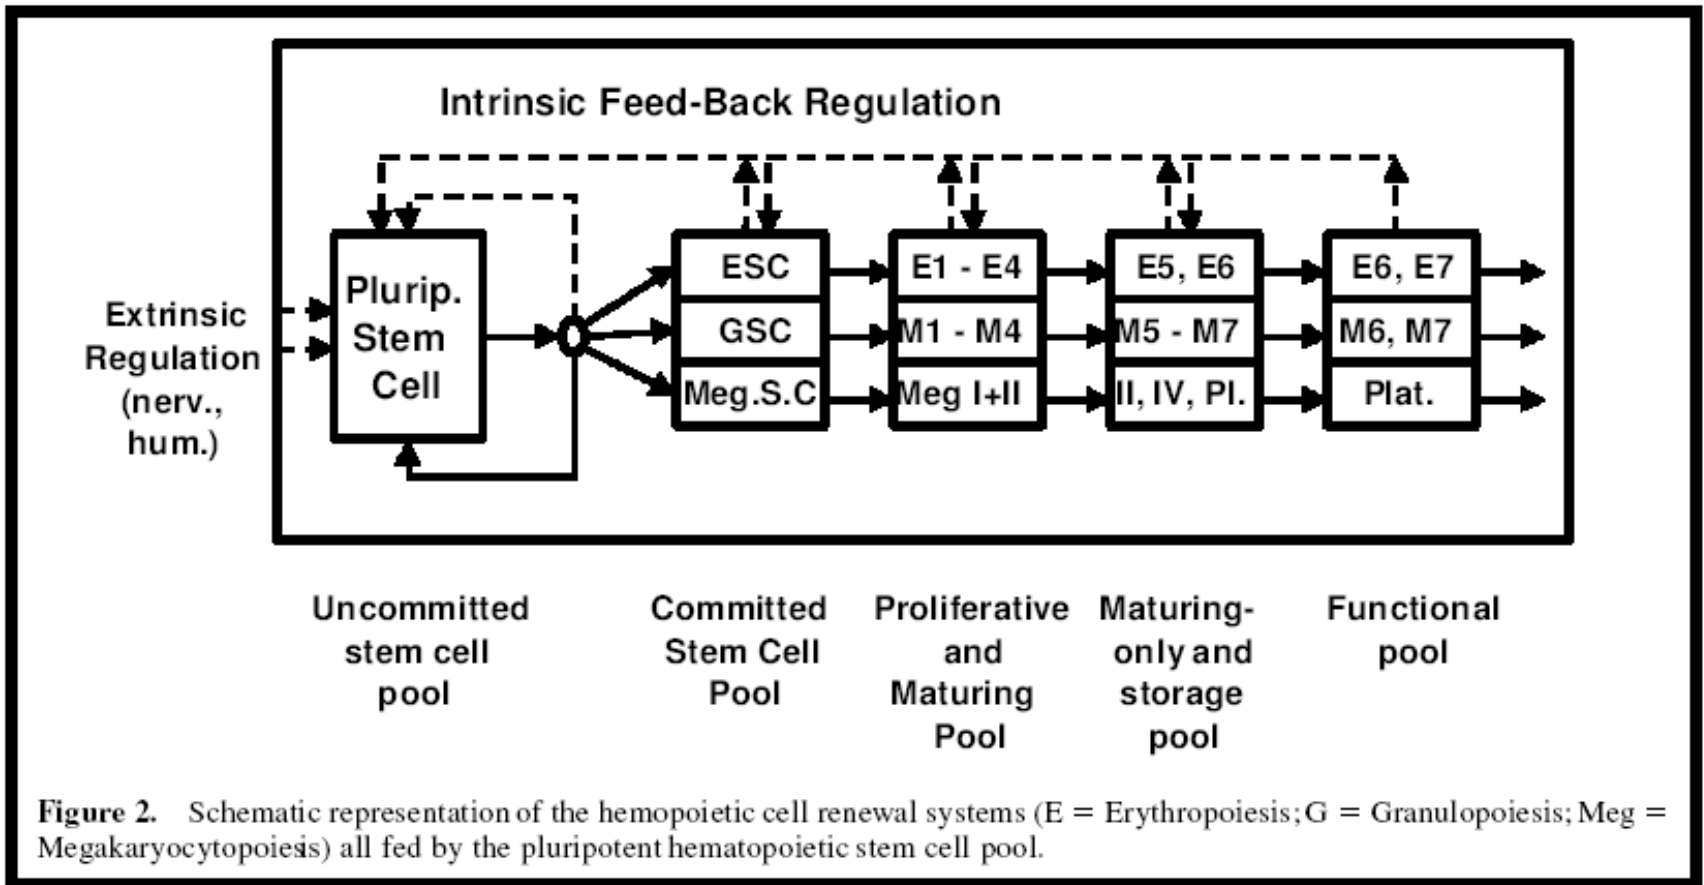 Intrinsic Feed-Back Regulation
Extrinsic
Regulation
(nerv.,
hum.)
Plurip.
Stem
Cell
ESC
GSC
Meg.S.C
E1 - E4
M1 - M4
Meg I+II
E5, E6
M5 - M7
II, IV, Pl.
E6, E7
M6, M7
Plat.
Uncommitted
stem cell
pool
Committed
Stem Cell
Pool
Proliferative
and
Maturing
Pool
Maturing-
only and
storage
pool
Functional
pool
Figure 2. Schematic representation of the hemopoietic cell renewal systems (E = Erythropoiesis; G = Granulopoiesis; Meg =
Megakaryocytopoiesis) all fed by the pluripotent hematopoietic stem cell pool.